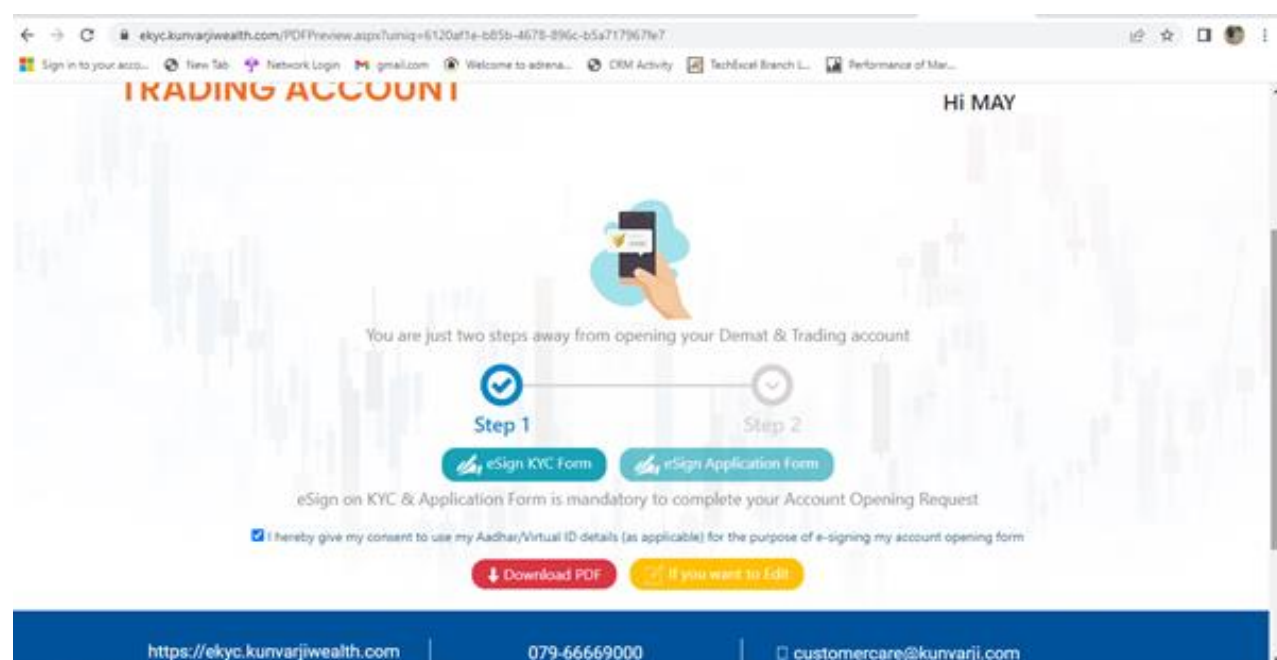 ekyc.kunvarjiwealth.com/PDFPreview.aspx?uniq=6120af1e-b85b-4678-896c-b5a717967fe7
Sign in to your acco... New Tab Network Login gmail.com Welcome to adrena... CRM Activity TechExcel Branch L... Performance of Mar...
TRADING ACCOUNT
Hi MAY
You are just two steps away from opening your Demat & Trading account
Step 1 Step 2
eSign KYC Form eSign Application Form
eSign on KYC & Application Form is mandatory to complete your Account Opening Request
I hereby give my consent to use my Aadhar/Virtual ID details (as applicable) for the purpose of e-signing my account opening form
Download PDF If you want to Edit
https://ekyc.kunvarjiwealth.com 079-66669000 customercare@kunvarji.com